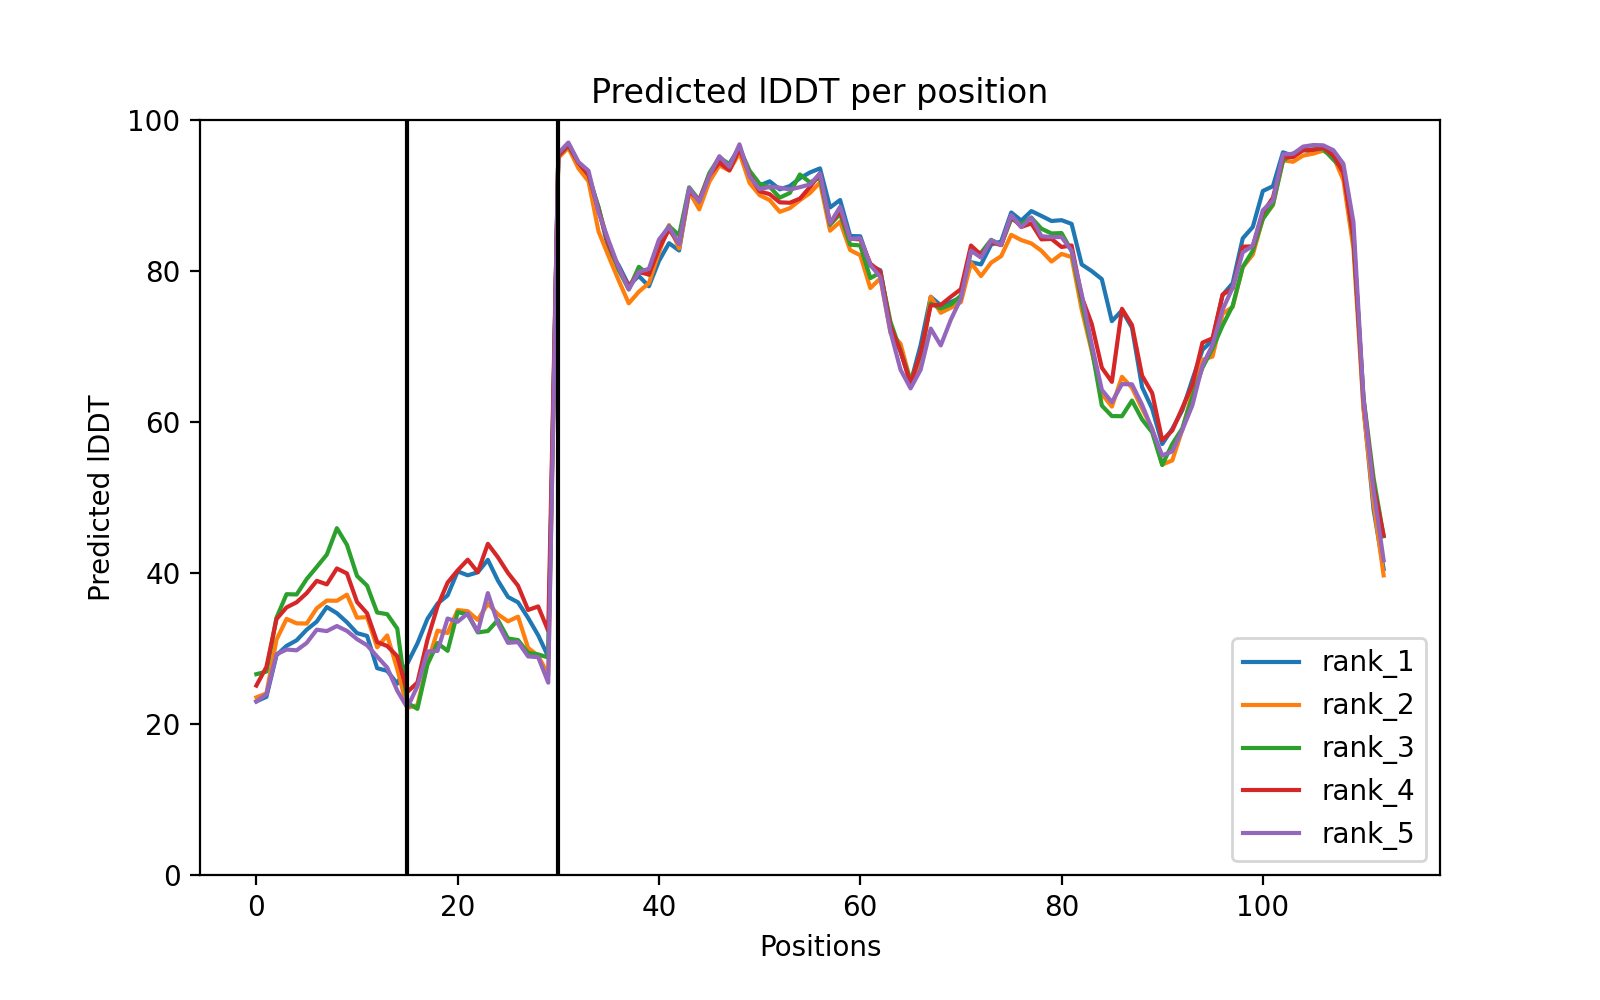 Predicted lDDT per position
100
80
60
40
20
0
Predicted lDDT
0 20 40 60 80 100
Positions
rank_1
rank_2
rank_3
rank_4
rank_5